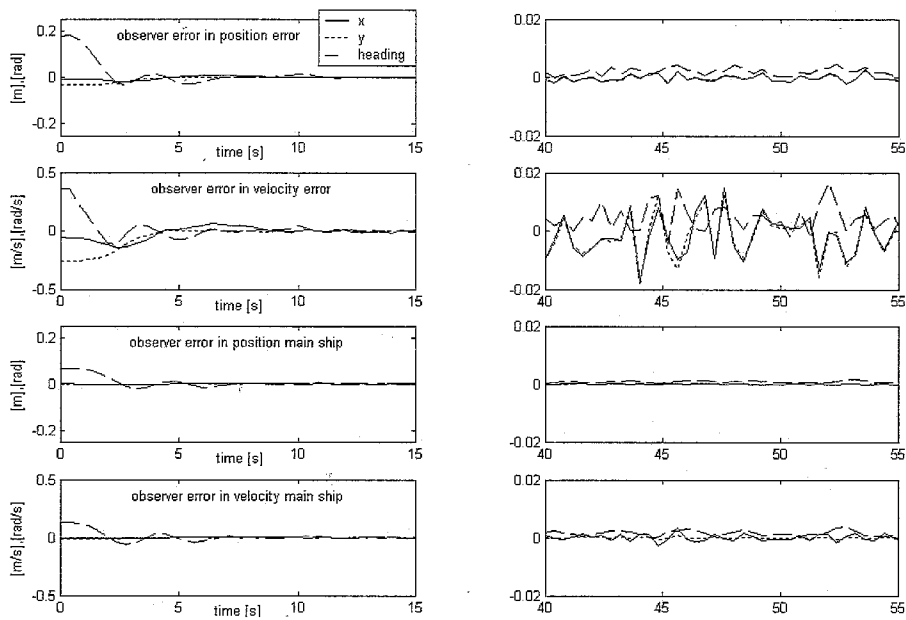 0.2
0
-0.2
[m],[rad]
observer error in position error
x
y
heading
0 5 10 15
time [s]
0.02
0
-0.02
40 45 50 55
0.5
0
-0.5
[m/s],[rad/s]
observer error in velocity error
0 5 10 15
time [s]
0.02
0
-0.02
40 45 50 55
0.2
0
-0.2
[m],[rad]
observer error in position main ship
0 5 10 15
time [s]
0.02
0
-0.02
40 45 50 55
0.5
0
-0.5
[m/s],[rad/s]
observer error in velocity main ship
0 5 10 15
time [s]
0.02
0
-0.02
40 45 50 55